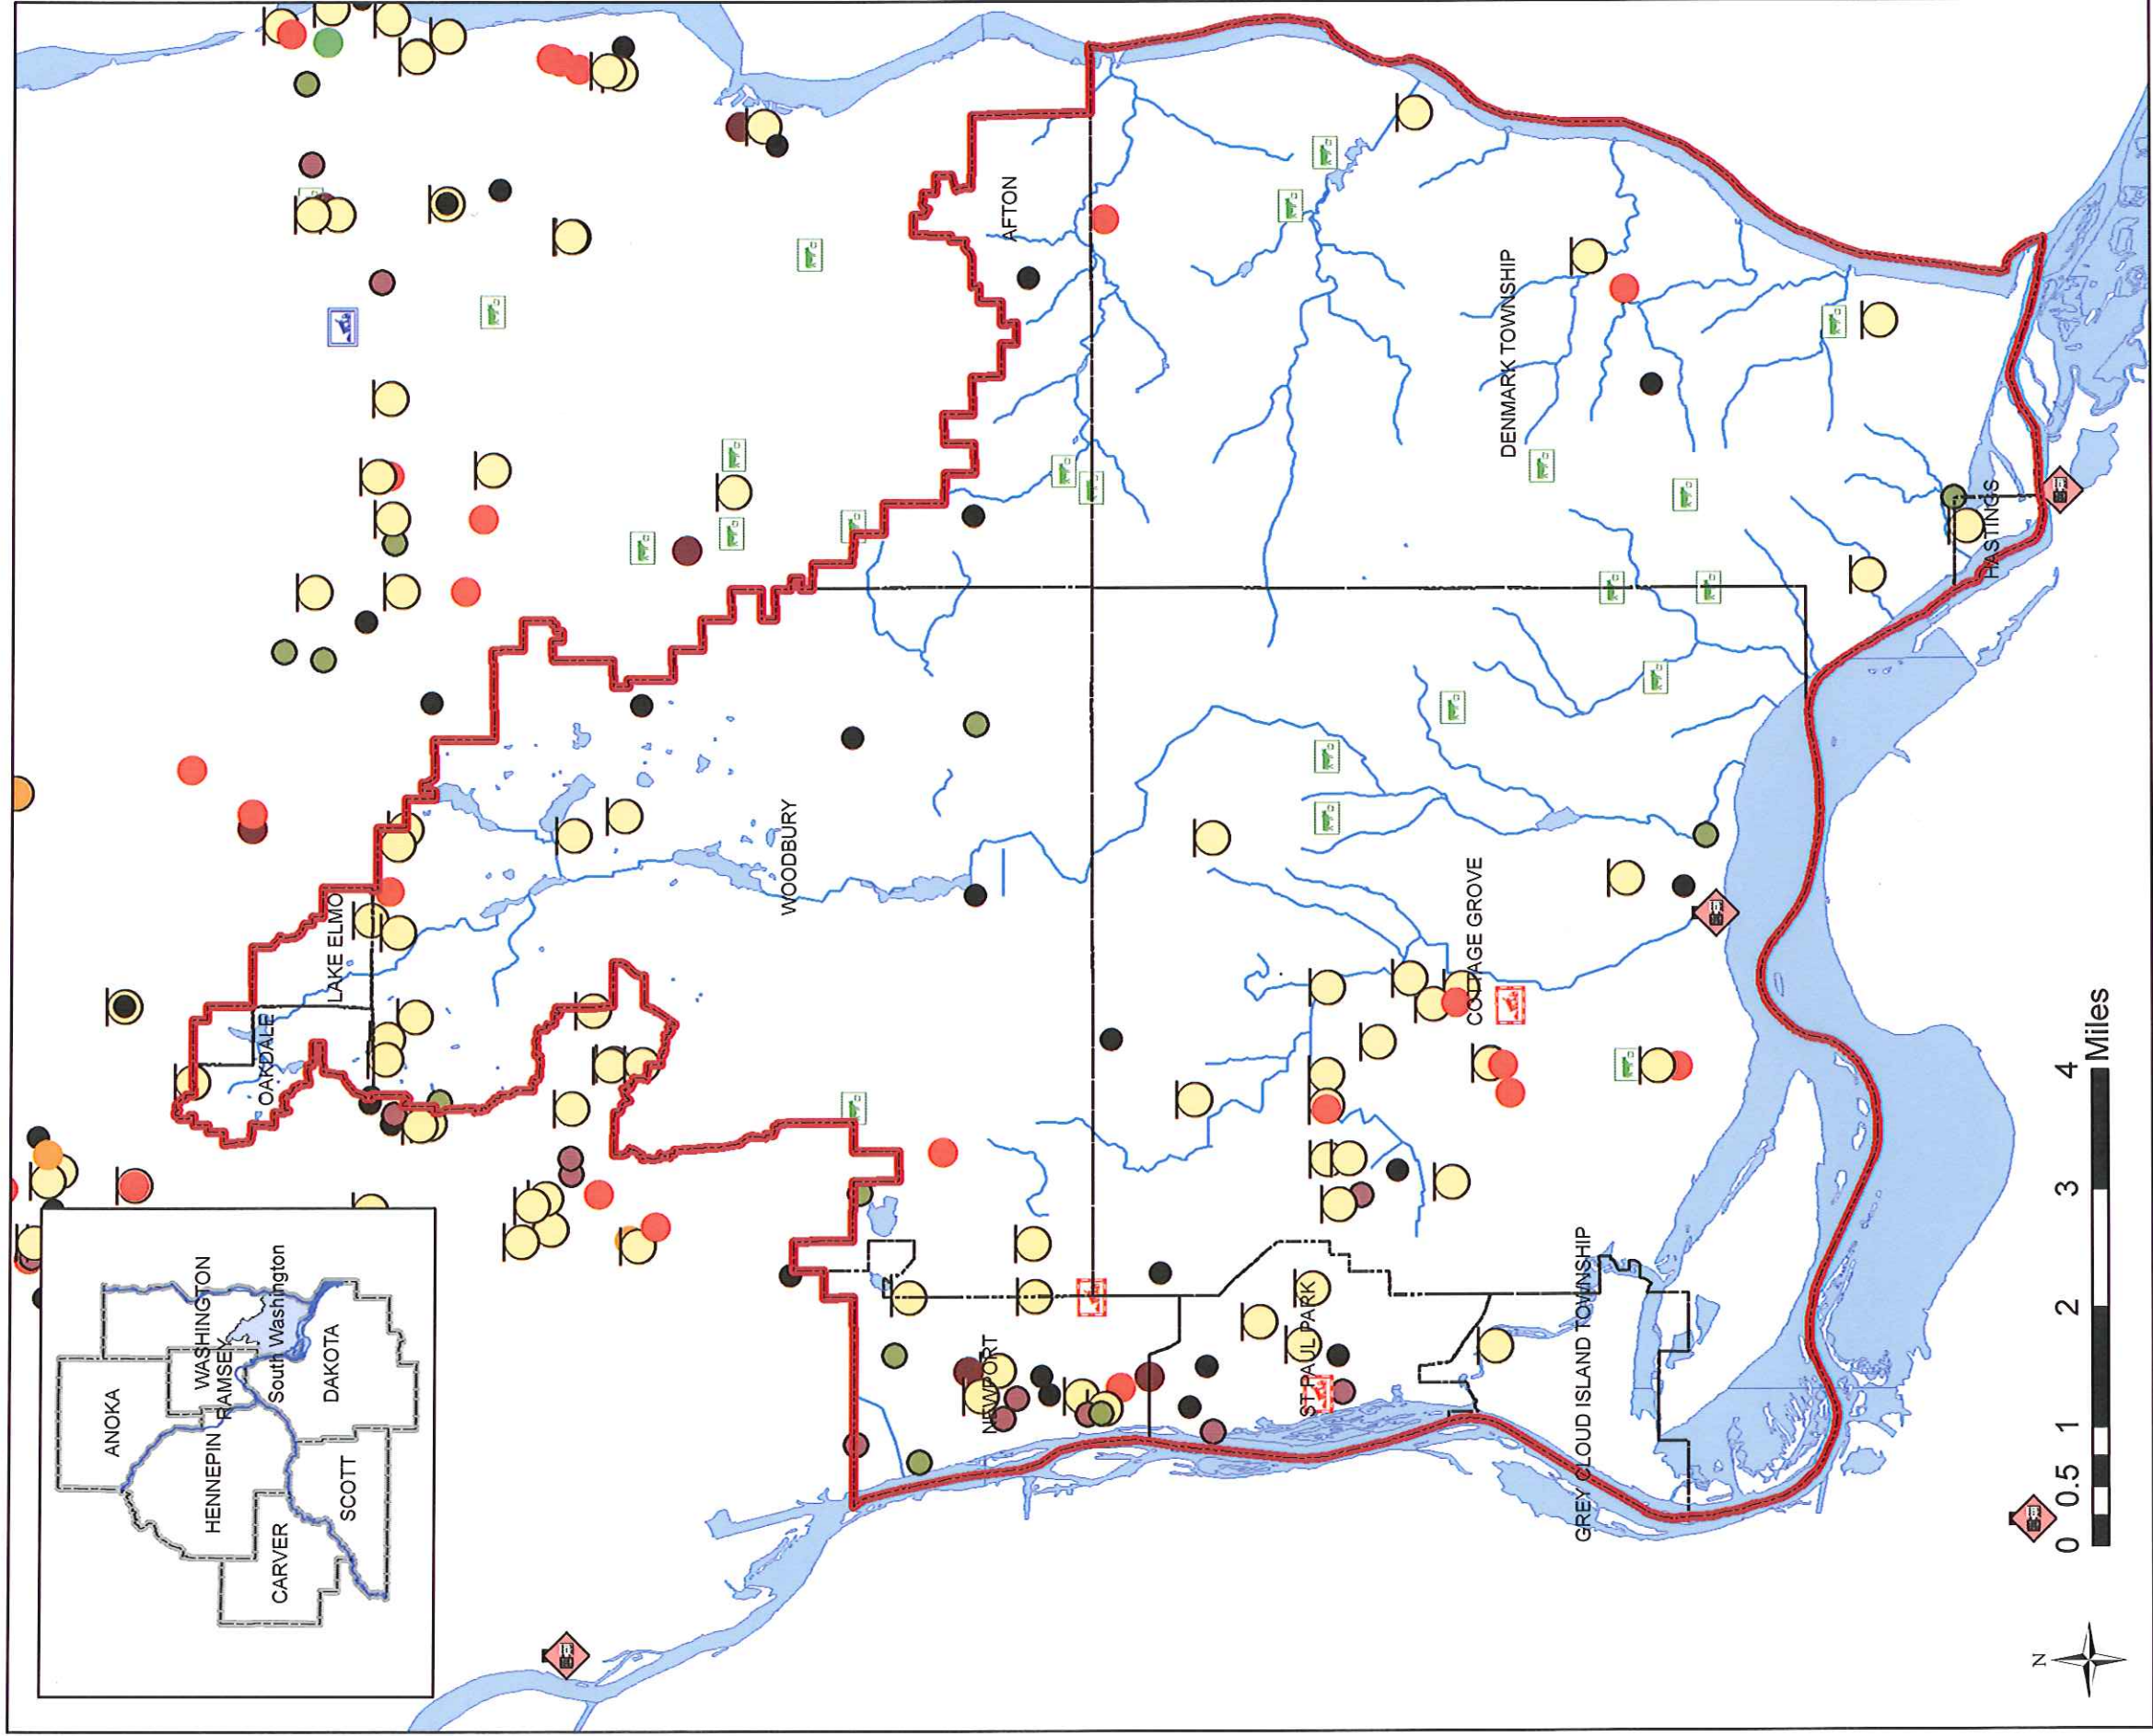 ANOKA
WASHINGTON
RAMSEY
HENNEPIN
South Washington
DAKOTA
CARVER
SCOTT
OAKDALE
LAKE ELMO
WOODBURY
AFTON
NEWPORT
ST PAUL PARK
COTTAGE GROVE
DENMARK TOWNSHIP
GREY CLOUD ISLAND TOWNSHIP
HASTINGS
N
0 0.5 1 2 3 4
Miles